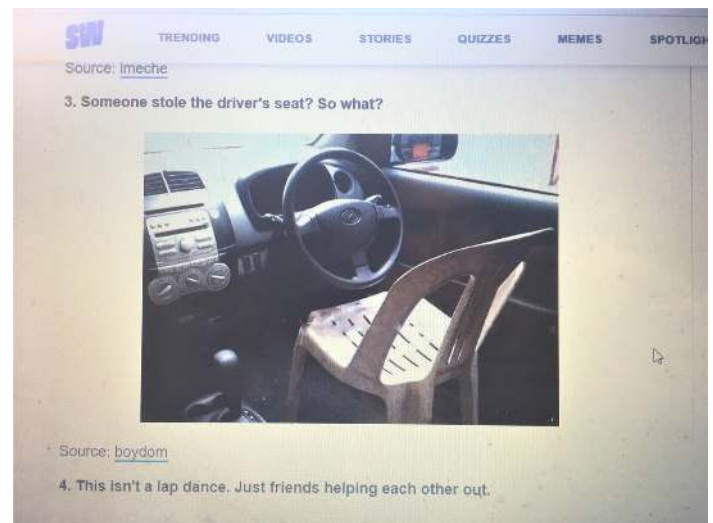 SW
TRENDING VIDEOS STORIES QUIZZES MEMES SPOTLIGH
Source: Imeche
3. Someone stole the driver's seat? So what?
Source: boydom
4. This isn't a lap dance. Just friends helping each other out.